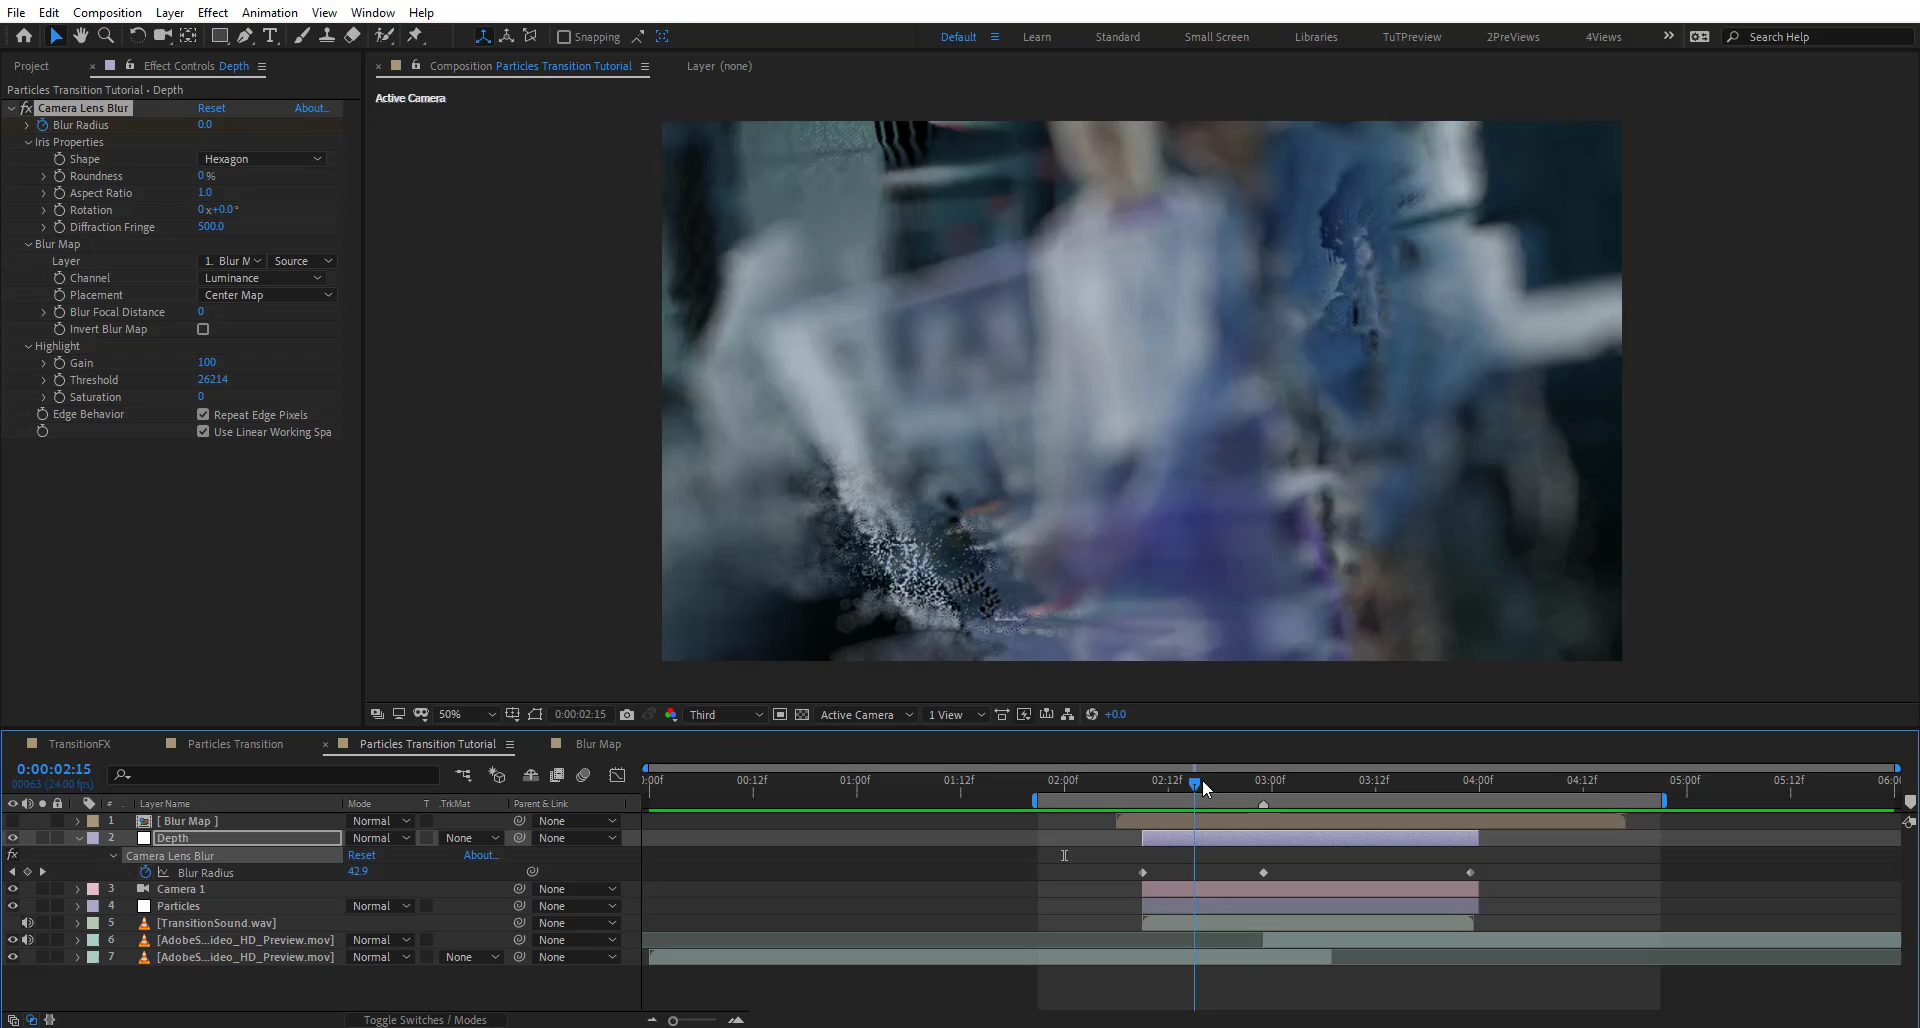 File Edit Composition Layer Effect Animation View Window Help
Snapping Default Learn Standard Small Screen Libraries TuTPreview 2PreViews 4Views Search Help
Project Effect Controls Depth Composition Particles Transition Tutorial Layer (none)
Particles Transition Tutorial • Depth
Active Camera
fx Camera Lens Blur Reset About...
Blur Radius 0.0
Iris Properties
Shape Hexagon
Roundness 0 %
Aspect Ratio 1.0
Rotation 0 x+0.0 °
Diffraction Fringe 500.0
Blur Map
Layer 1. Blur M Source
Channel Luminance
Placement Center Map
Blur Focal Distance 0
Invert Blur Map
Highlight
Gain 100
Threshold 26214
Saturation 0
Edge Behavior Repeat Edge Pixels
Use Linear Working Spa
50% 0:00:02:15 Third Active Camera 1 View +0.0
TransitionFX Particles Transition Particles Transition Tutorial Blur Map
0:00:02:15
00063 (24.00 fps)
:00f 00:12f 01:00f 01:12f 02:00f 02:12f 03:00f 03:12f 04:00f 04:12f 05:00f 05:12f 06:0
# Layer Name Mode T .TrkMat Parent & Link
1 [ Blur Map ] Normal None
2 Depth Normal None None
fx Camera Lens Blur Reset About...
Blur Radius 42.9
3 Camera 1 None
4 Particles Normal None
5 [TransitionSound.wav] None
6 [AdobeS...ideo_HD_Preview.mov] Normal None
7 [AdobeS...ideo_HD_Preview.mov] Normal None None
Toggle Switches / Modes